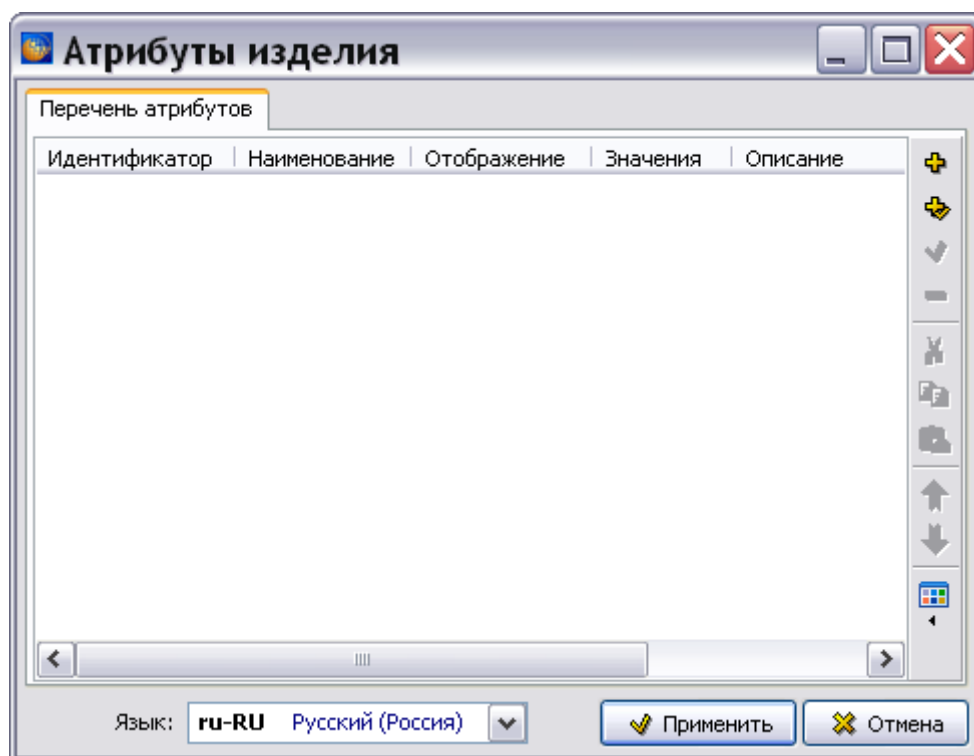 Атрибуты изделия
Перечень атрибутов
Идентификатор Наименование Отображение Значения Описание
Язык: ru-RU Русский (Россия) Применить Отмена